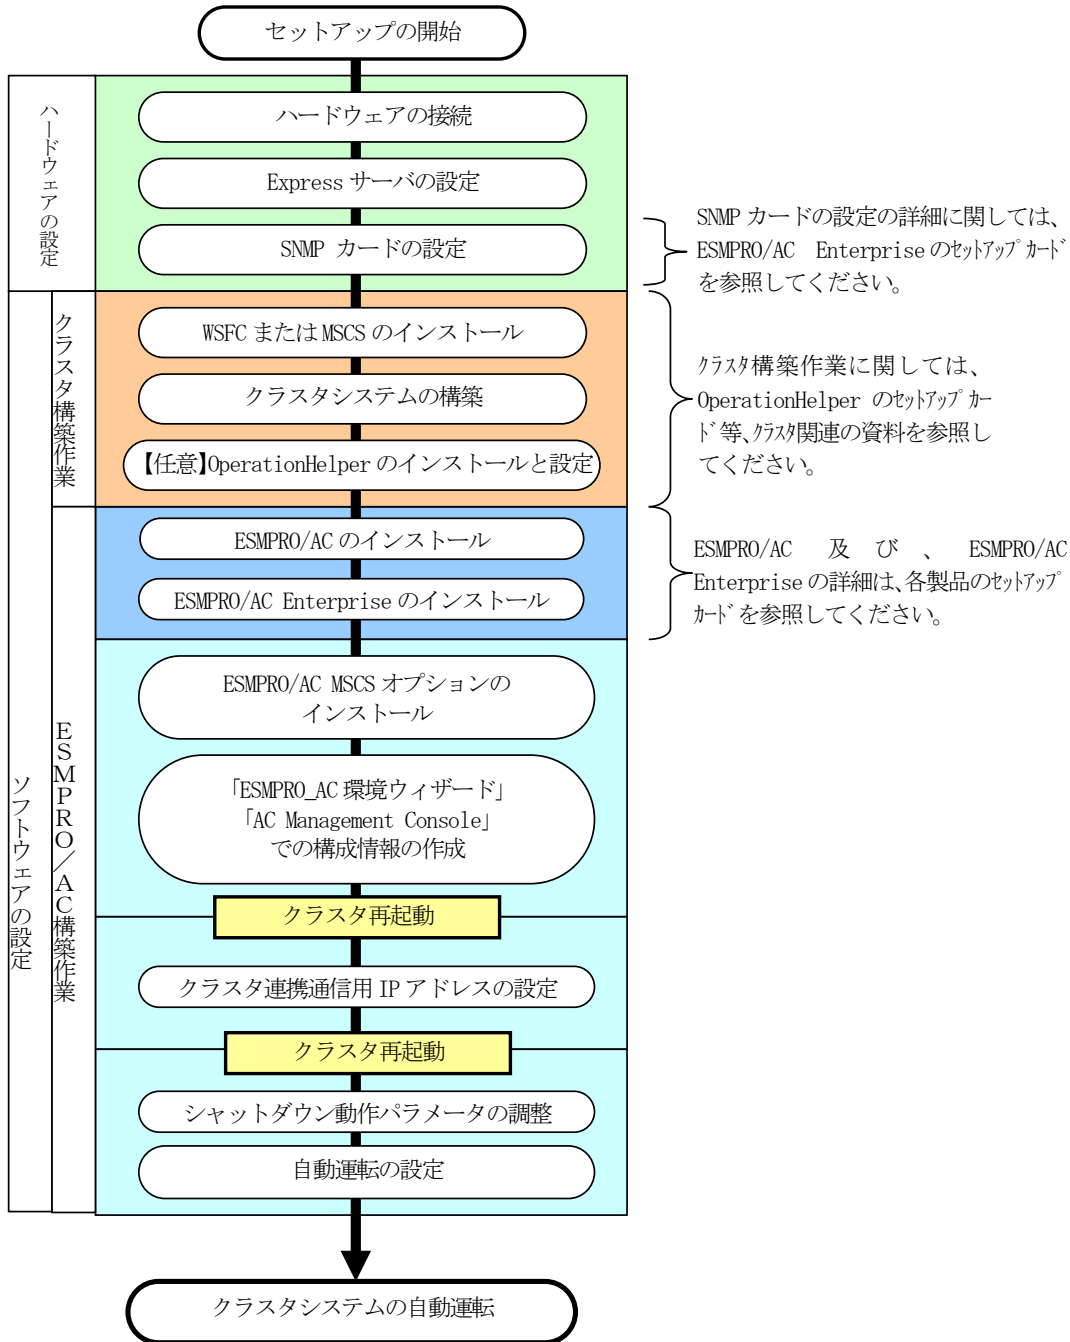 セットアップの開始
ハードウェアの設定
ハードウェアの接続
Express サーバの設定
SNMP カードの設定
SNMP カードの設定の詳細に関しては、
ESMPRO/AC Enterprise のｾｯﾄｱｯﾌﾟｶｰﾄﾞ
を参照してください。
ソフトウェアの設定
クラスタ構築作業
WSFC または MSCS のインストール
クラスタシステムの構築
【任意】OperationHelper のインストールと設定
ｸﾗｽﾀ構築作業に関しては、
OperationHelper のｾｯﾄｱｯﾌﾟｶｰ
ﾄﾞ等、ｸﾗｽﾀ関連の資料を参照し
てください。
ESMPRO／AC構築作業
ESMPRO/AC のインストール
ESMPRO/AC Enterprise のインストール
ESMPRO/AC 及び、ESMPRO/AC
Enterprise の詳細は、各製品のｾｯﾄｱｯﾌﾟ
ｶｰﾄﾞを参照してください。
ESMPRO/AC MSCS オプションの
インストール
「ESMPRO_AC 環境ウィザード」
「AC Management Console」
での構成情報の作成
クラスタ再起動
クラスタ連携通信用 IP アドレスの設定
クラスタ再起動
シャットダウン動作パラメータの調整
自動運転の設定
クラスタシステムの自動運転